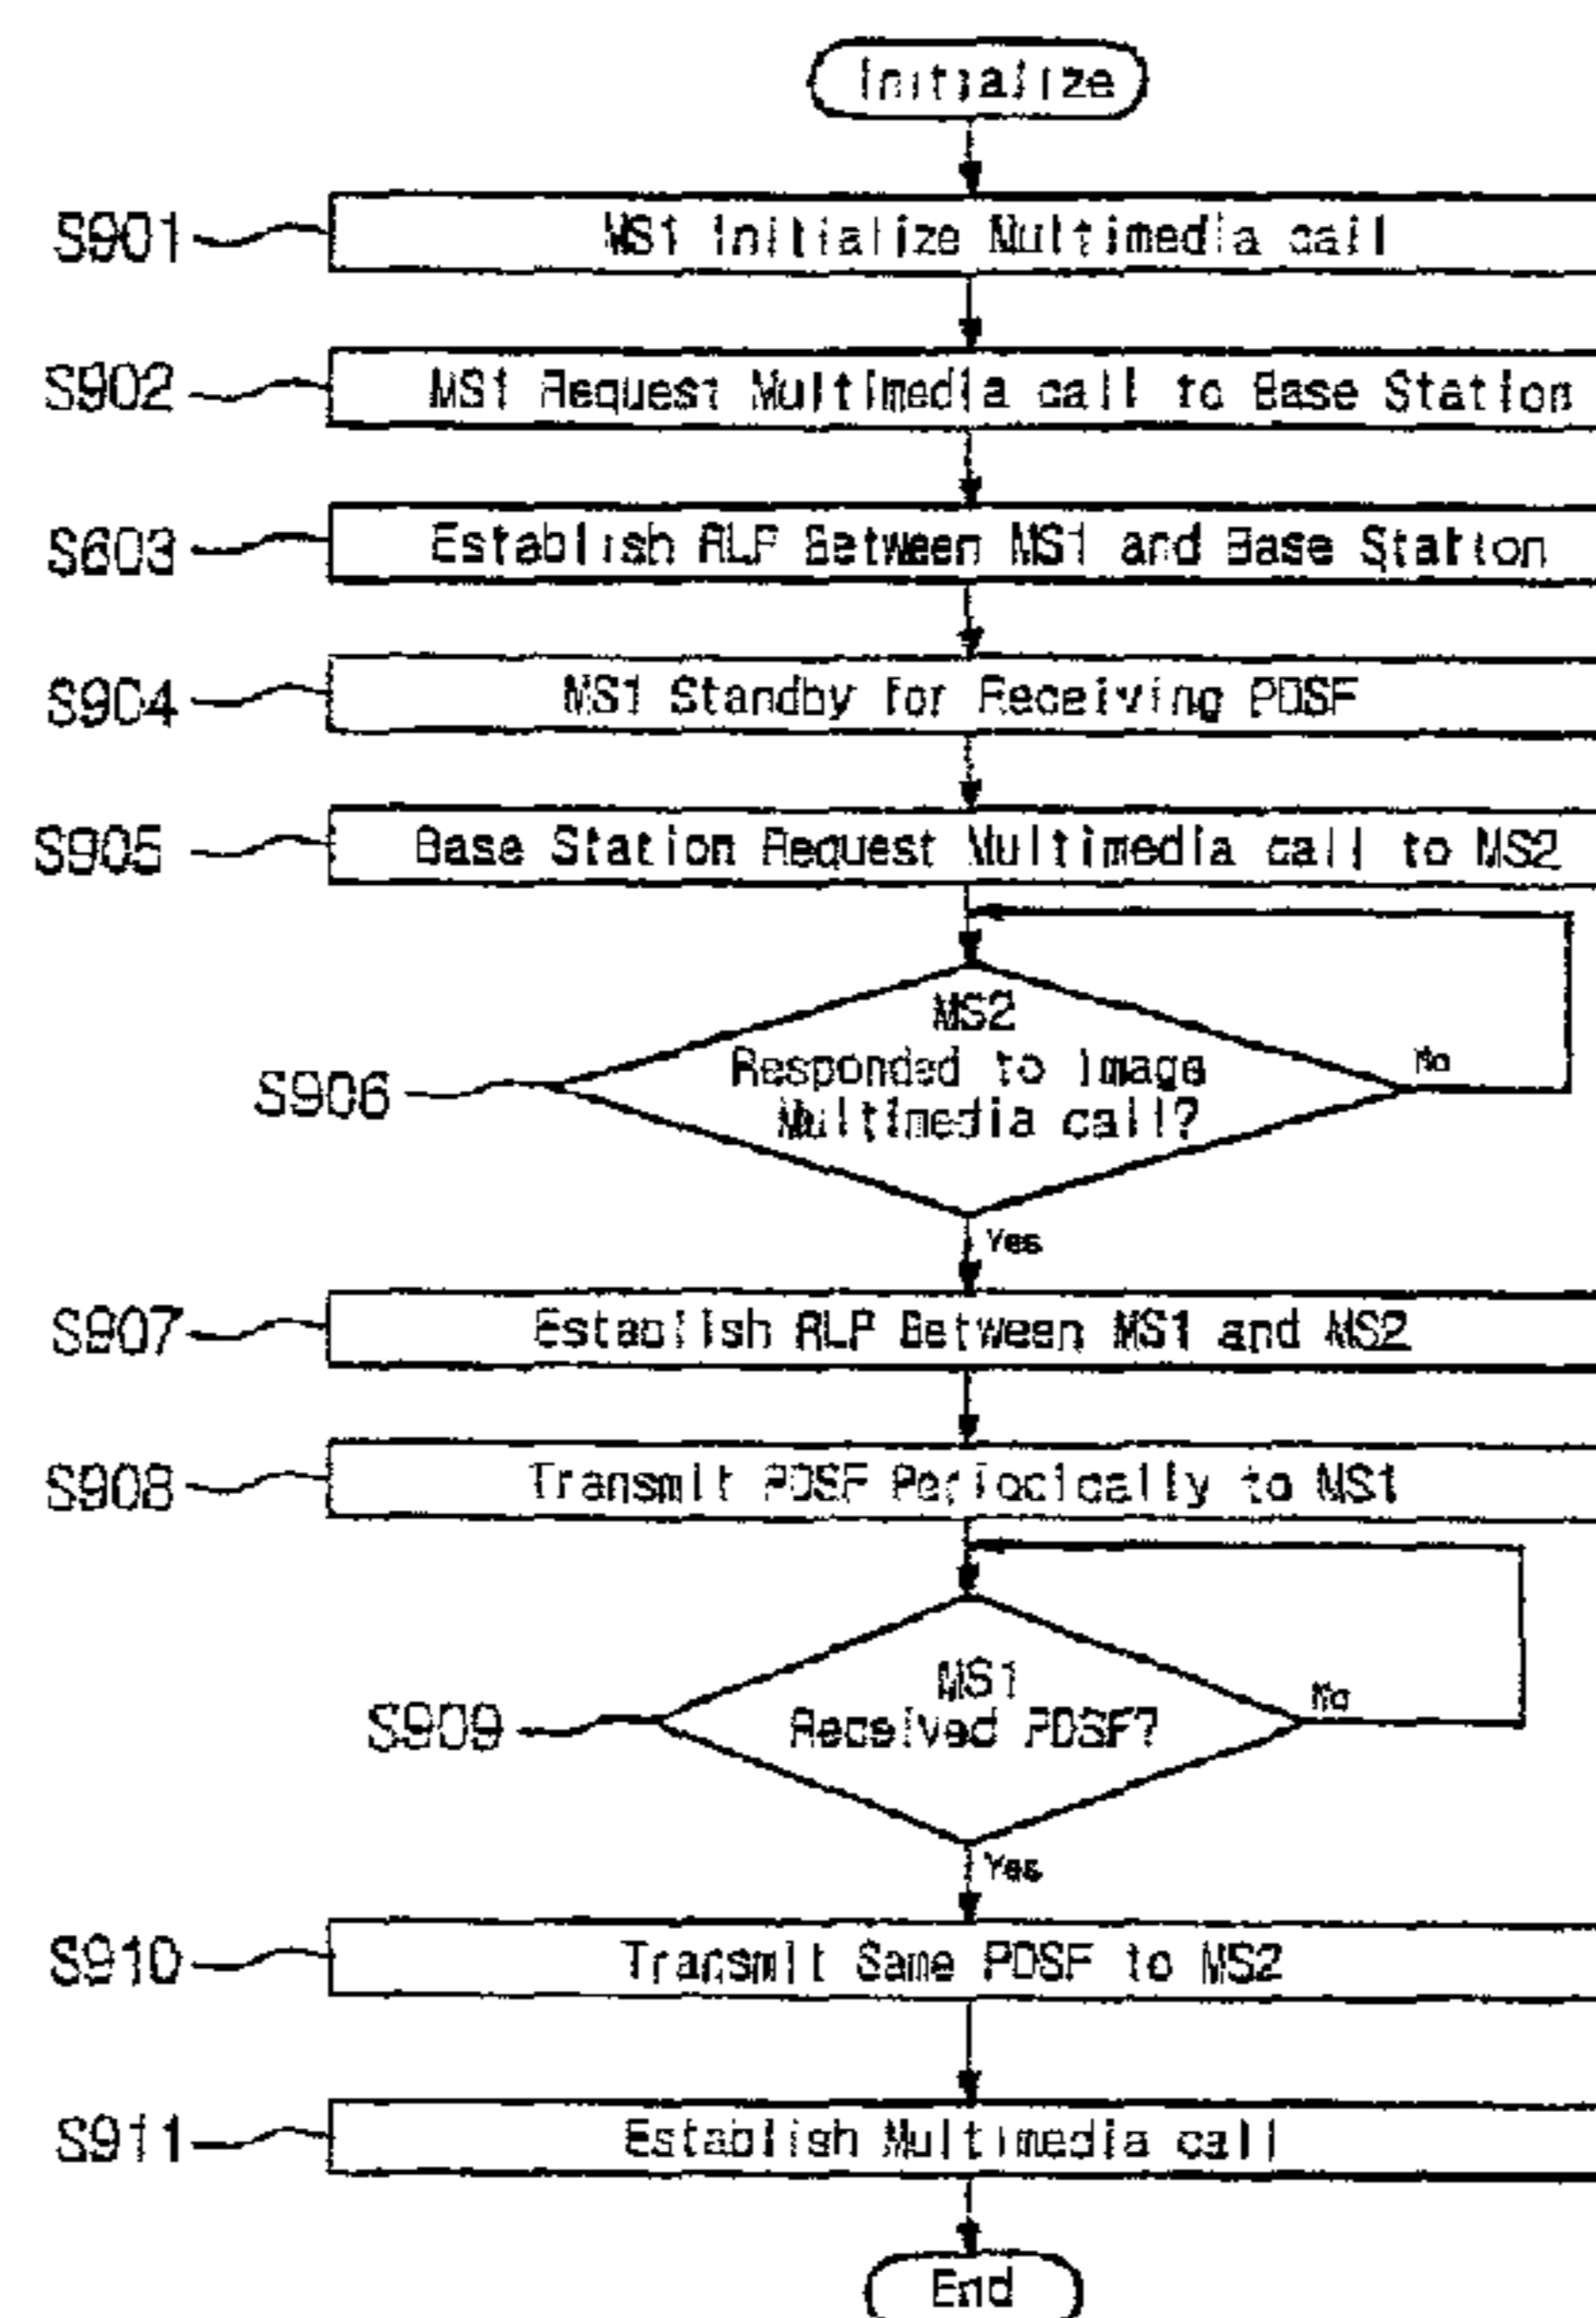 Initialize
S901
MS1 Initialize Multimedia call
S902
MS1 Request Multimedia call to Base Station
S603
Establish RLP Between MS1 and Base Station
S904
MS1 Standby for Receiving PDSF
S905
Base Station Request Multimedia call to MS2
S906
MS2
Responded to Image
Multimedia call?
No
Yes
S907
Establish RLP Between MS1 and MS2
S908
Transmit PDSF Periodically to MS1
S909
MS1
Received PDSF?
No
Yes
S910
Transmit Same PDSF to MS2
S911
Establish Multimedia call
End